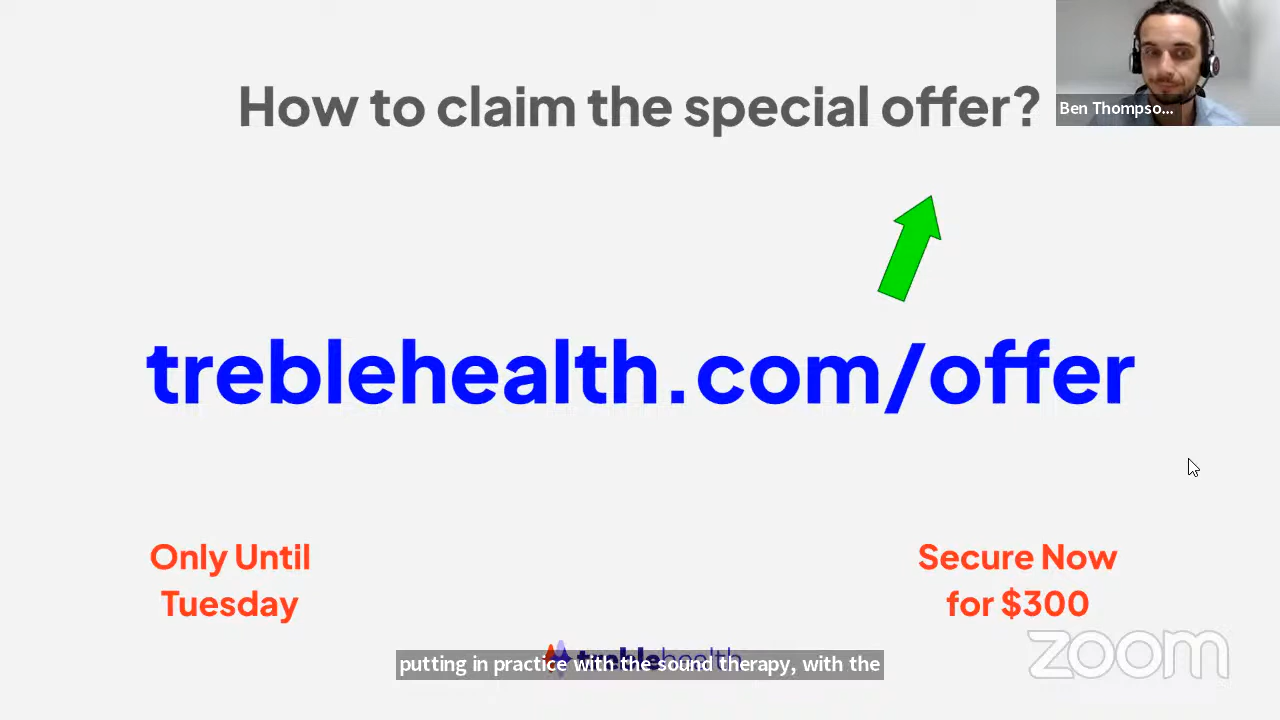 How to claim the special offer?
Ben Thompso...
treblehealth.com/offer
Only Until
Tuesday
Secure Now
for $300
treblehealth
putting in practice with the sound therapy, with the
zoom